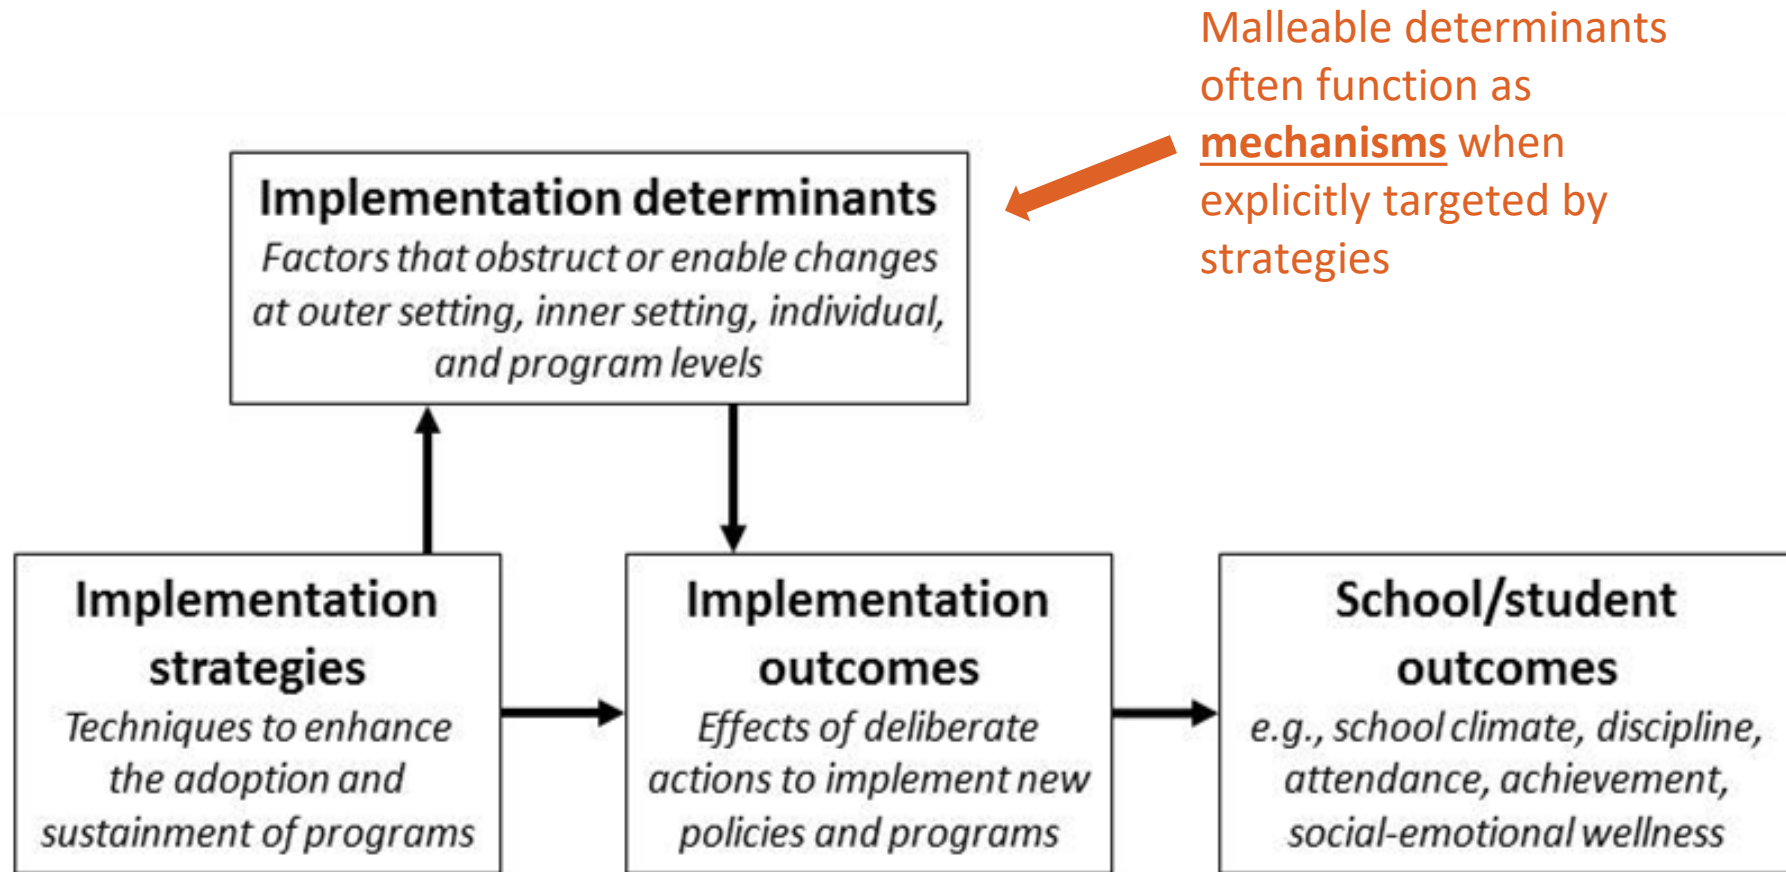 Malleable determinants
often function as
mechanisms when
explicitly targeted by
strategies
Implementation determinants
Factors that obstruct or enable changes
at outer setting, inner setting, individual,
and program levels
Implementation
strategies
Techniques to enhance
the adoption and
sustainment of programs
Implementation
outcomes
Effects of deliberate
actions to implement new
policies and programs
School/student
outcomes
e.g., school climate, discipline,
attendance, achievement,
social-emotional wellness